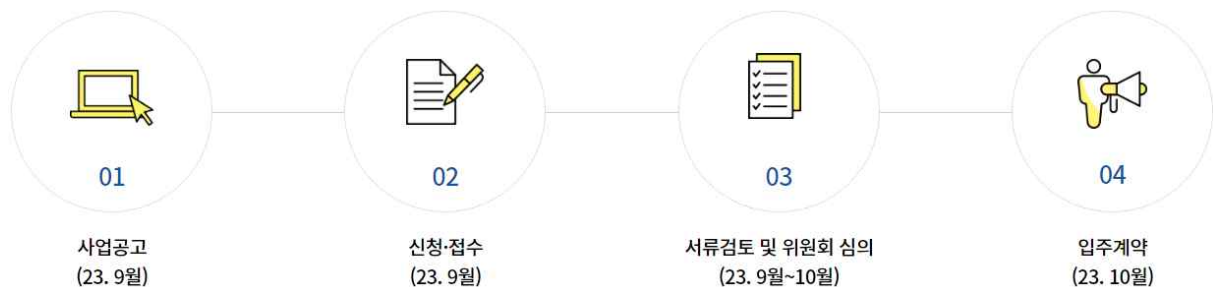 01
사업공고
(23. 9월)
02
신청·접수
(23. 9월)
03
서류검토 및 위원회 심의
(23. 9월~10월)
04
입주계약
(23. 10월)